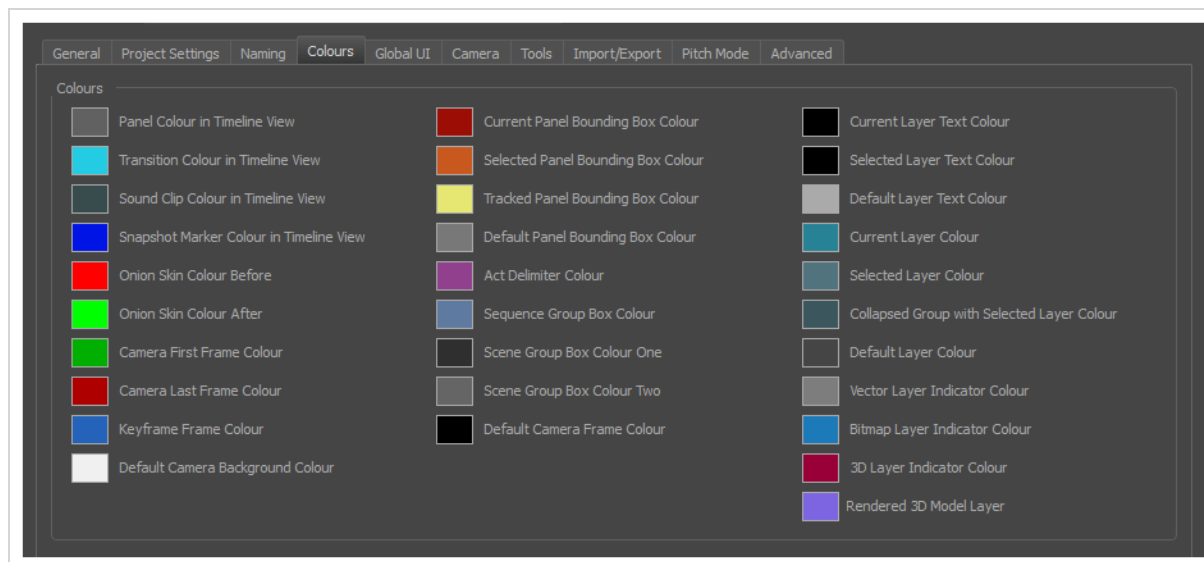 General Project Settings Naming Colours Global UI Camera Tools Import/Export Pitch Mode Advanced
Colours
Panel Colour in Timeline View
Transition Colour in Timeline View
Sound Clip Colour in Timeline View
Snapshot Marker Colour in Timeline View
Onion Skin Colour Before
Onion Skin Colour After
Camera First Frame Colour
Camera Last Frame Colour
Keyframe Frame Colour
Default Camera Background Colour
Current Panel Bounding Box Colour
Selected Panel Bounding Box Colour
Tracked Panel Bounding Box Colour
Default Panel Bounding Box Colour
Act Delimiter Colour
Sequence Group Box Colour
Scene Group Box Colour One
Scene Group Box Colour Two
Default Camera Frame Colour
Current Layer Text Colour
Selected Layer Text Colour
Default Layer Text Colour
Current Layer Colour
Selected Layer Colour
Collapsed Group with Selected Layer Colour
Default Layer Colour
Vector Layer Indicator Colour
Bitmap Layer Indicator Colour
3D Layer Indicator Colour
Rendered 3D Model Layer